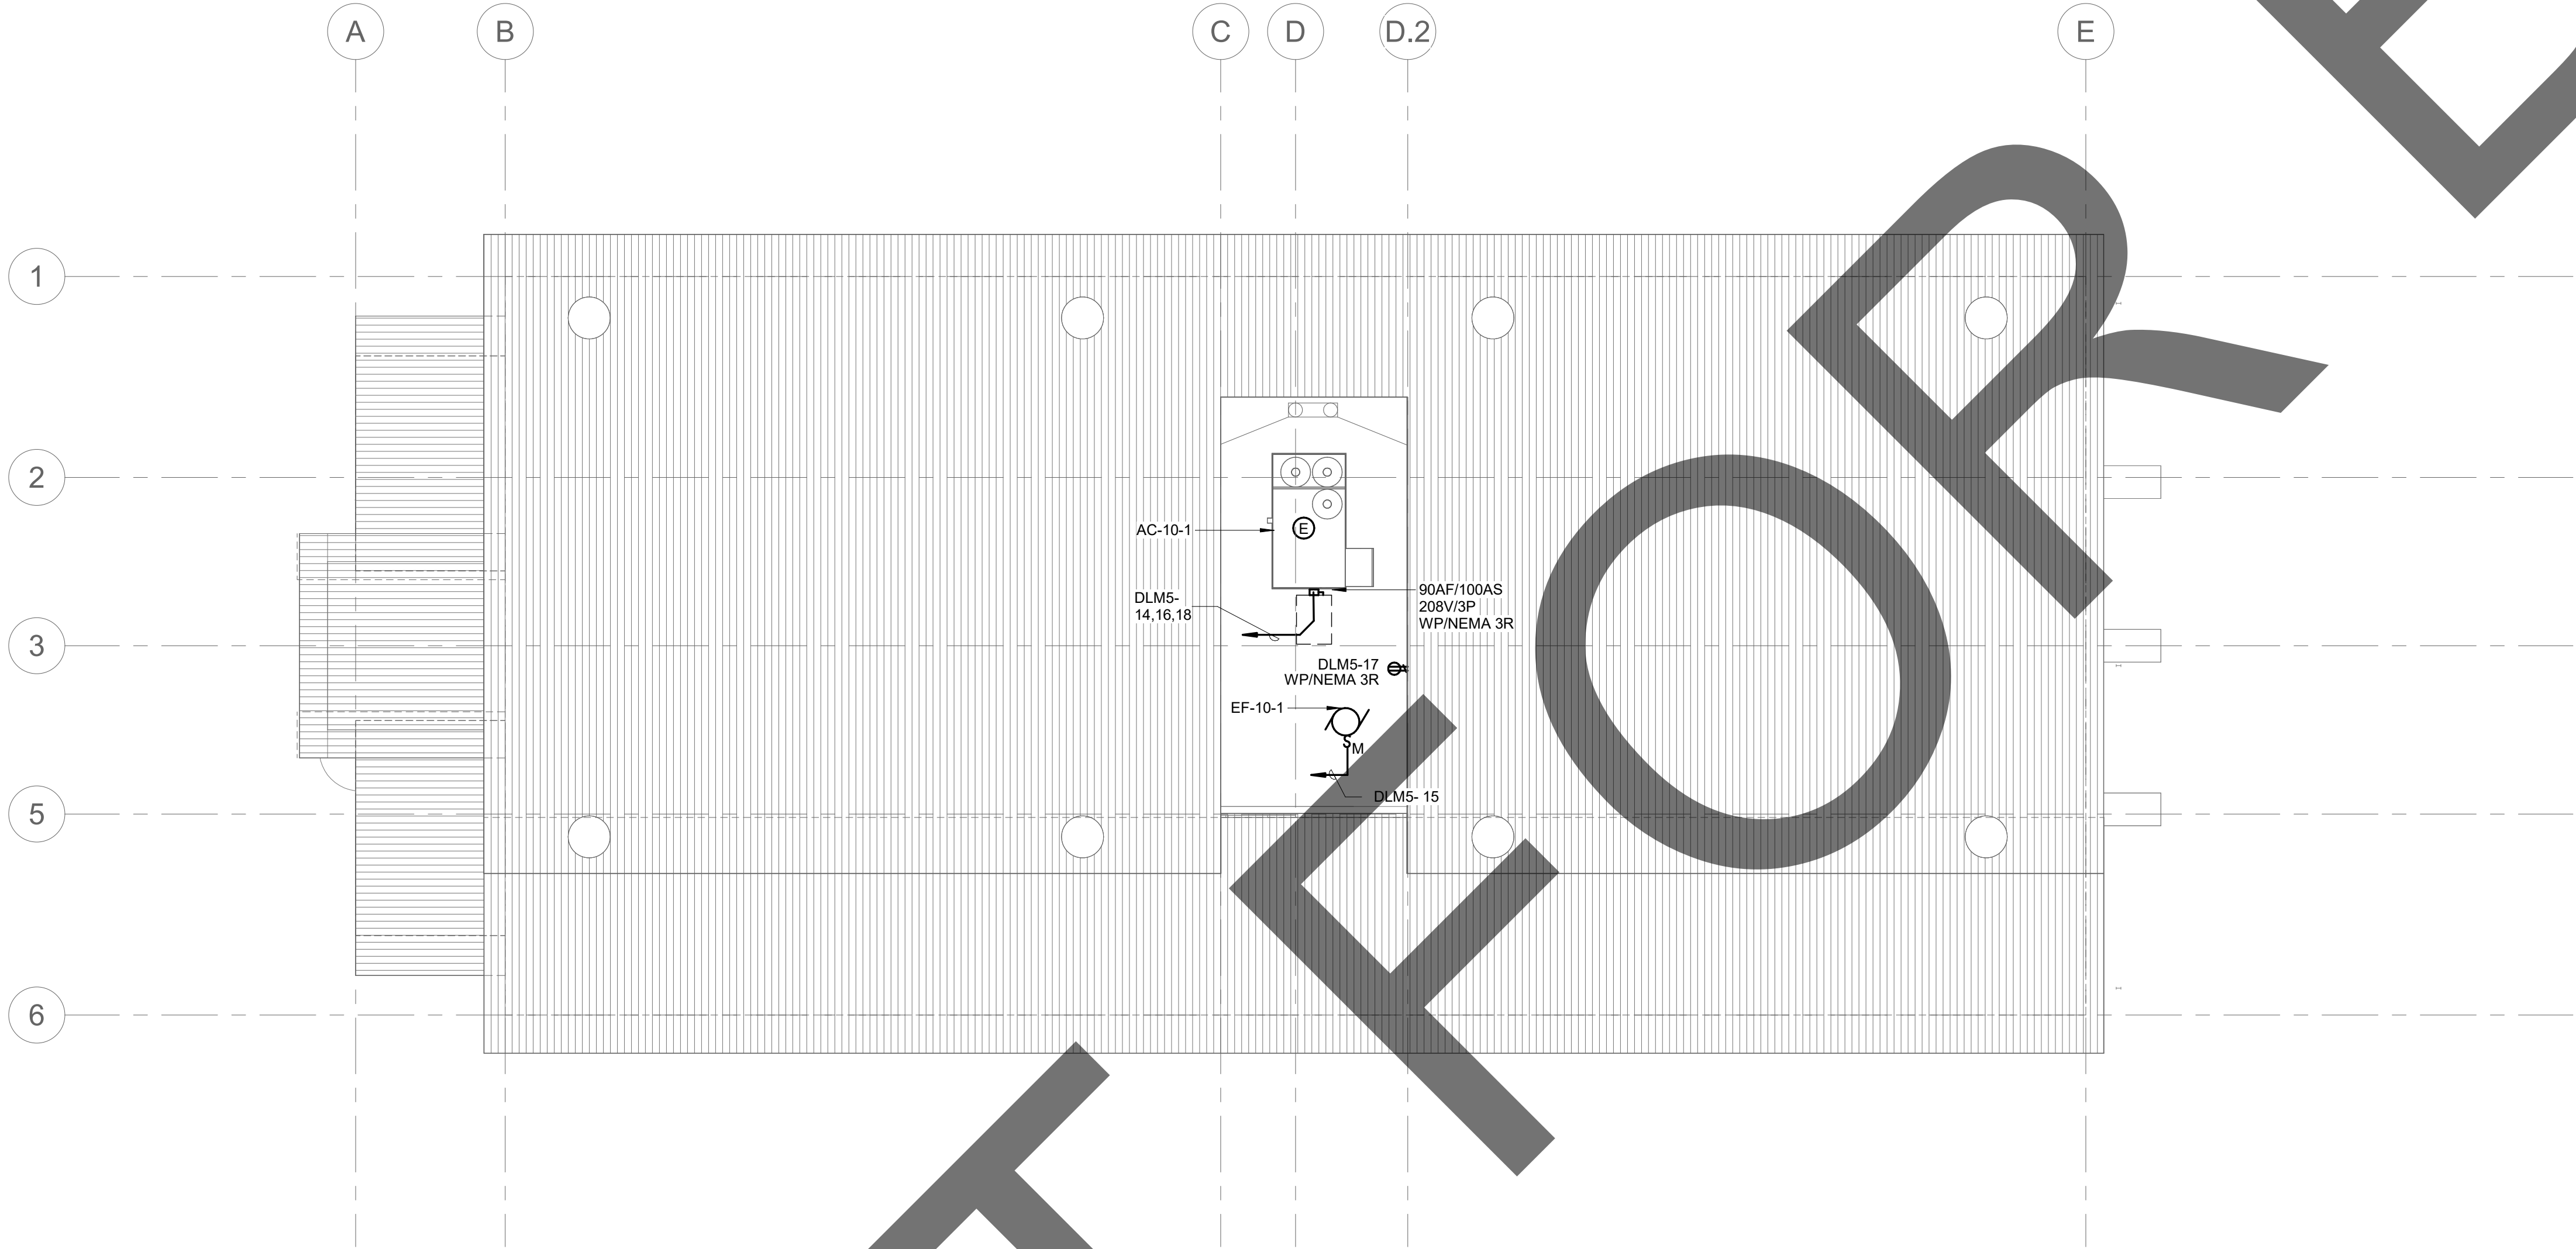 A
B
C
D
D.2
E
1
2
3
5
6
AC-10-1
E
DLM5-
14,16,18
90AF/100AS
208V/3P
WP/NEMA 3R
DLM5-17
WP/NEMA 3R
EF-10-1
S
M
DLM5- 15
FOR